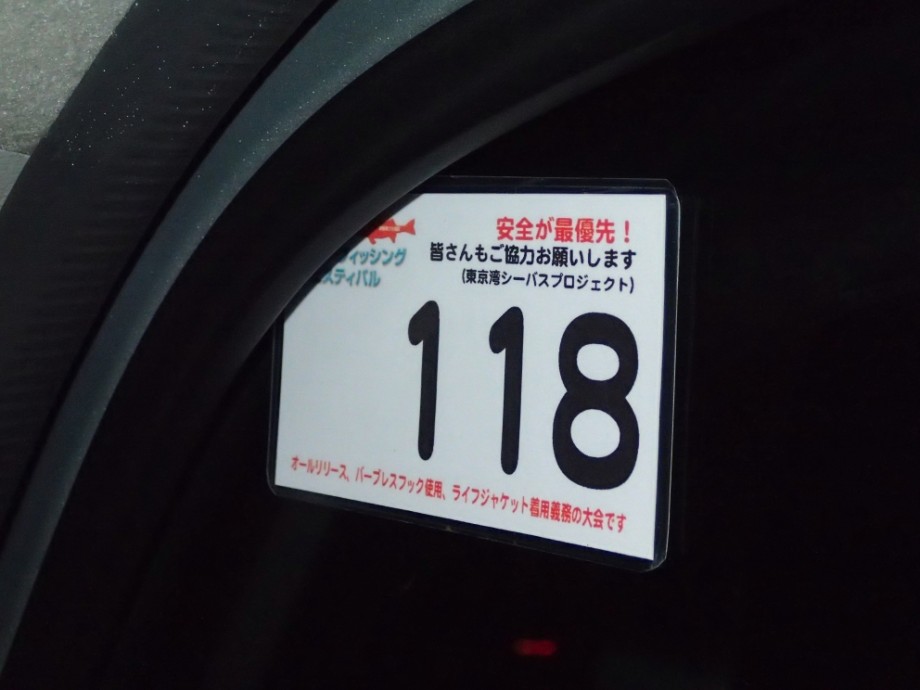 安全が最優先！
皆さんもご協力お願いします
(東京湾シーバスプロジェクト)
ィッシング
スティバル
118
オールリリース、バーブレスフック使用、ライフジャケット着用義務の大会です